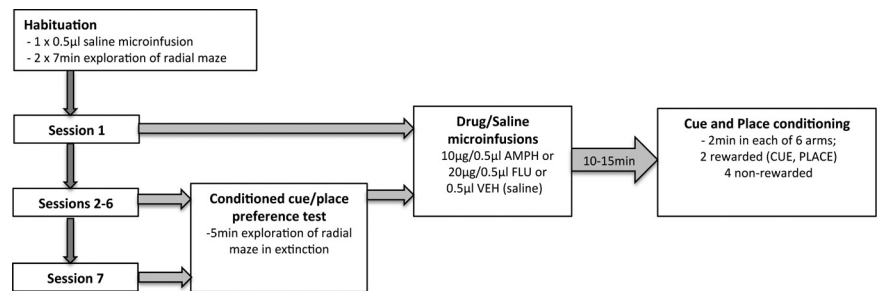 Habituation
- 1 x 0.5µl saline microinfusion
- 2 x 7min exploration of radial maze
Session 1
Sessions 2-6
Session 7
Conditioned cue/place
preference test
-5min exploration of radial
maze in extinction
Drug/Saline
microinfusions
10µg/0.5µl AMPH or
20µg/0.5µl FLU or
0.5µl VEH (saline)
10-15min
Cue and Place conditioning
- 2min in each of 6 arms;
2 rewarded (CUE, PLACE)
4 non-rewarded